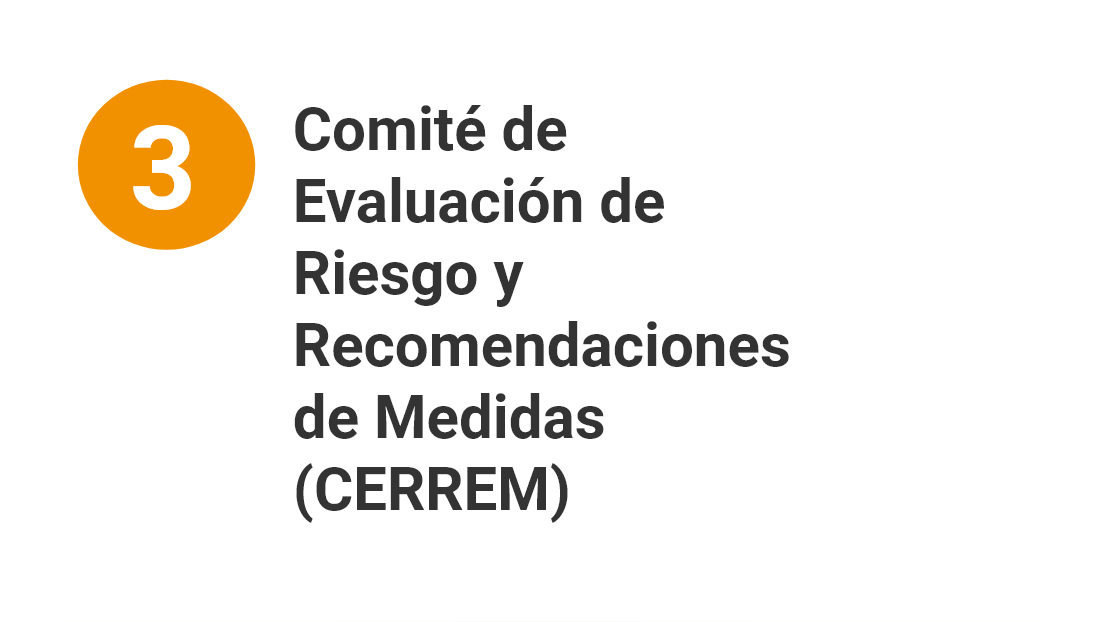 3
Comité de
Evaluación de
Riesgo y
Recomendaciones
de Medidas
(CERREM)